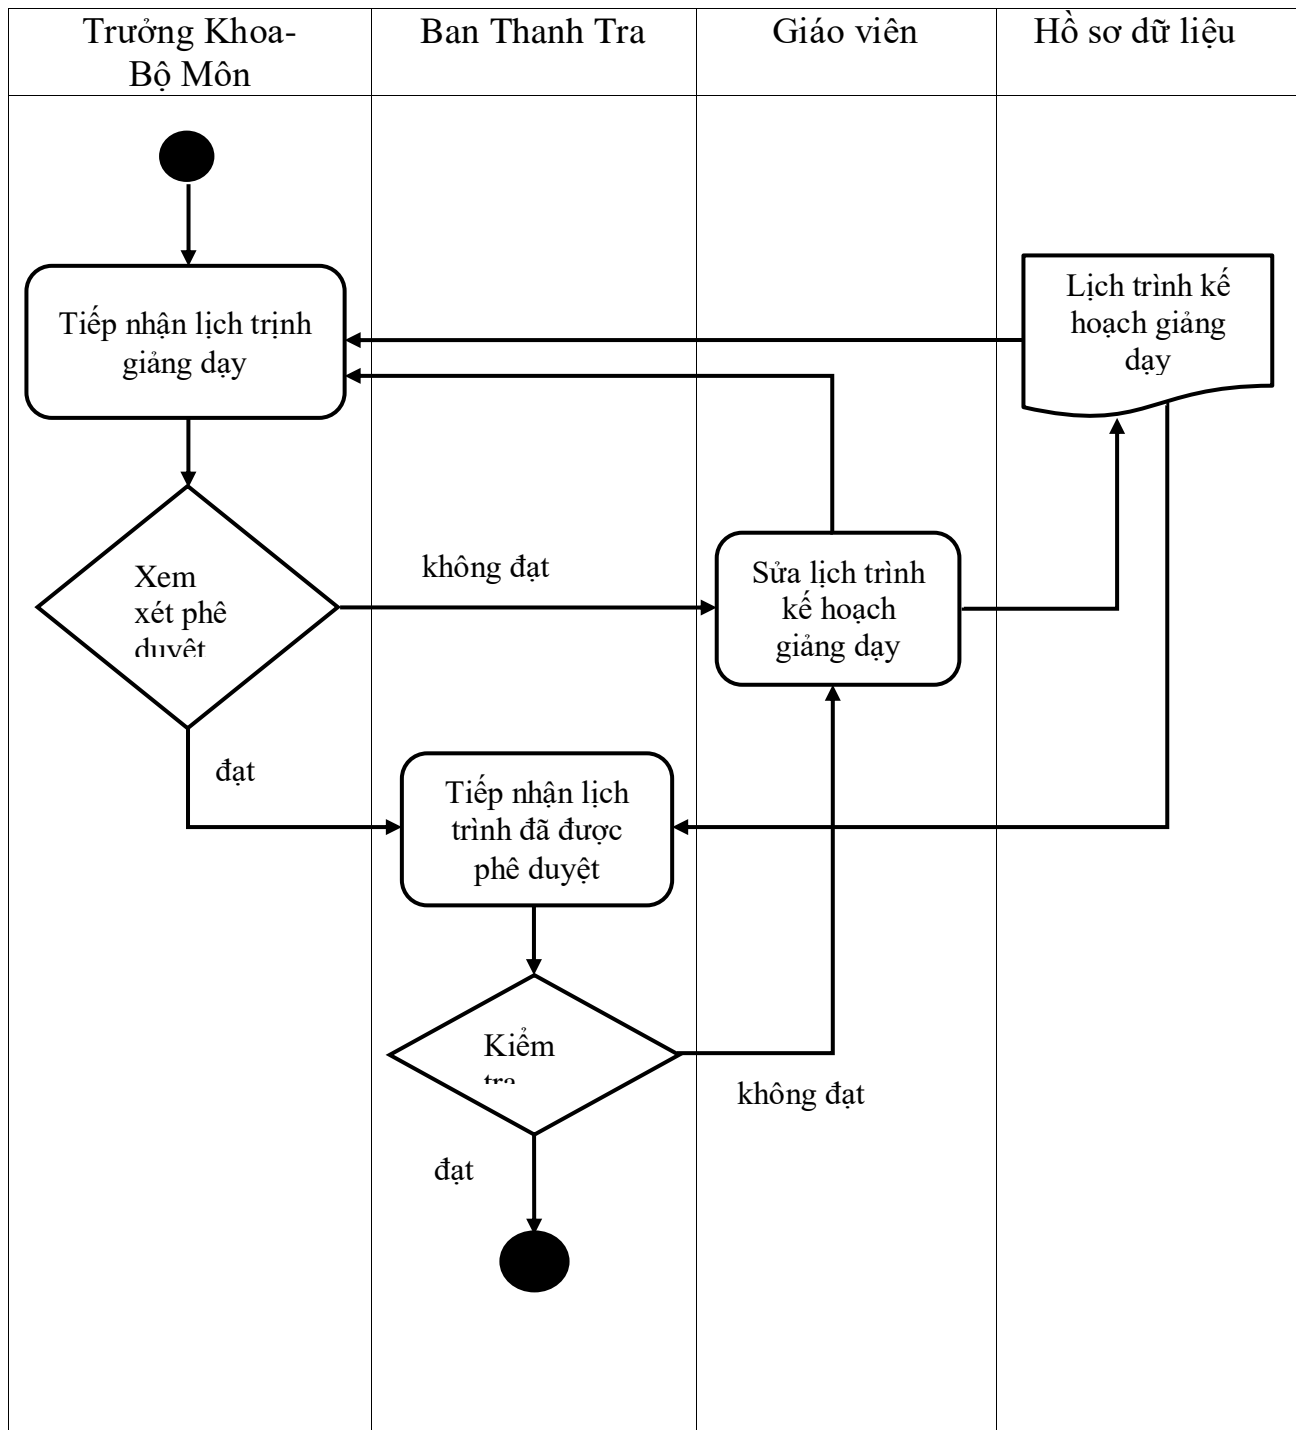 Trưởng Khoa-
Bộ Môn
Ban Thanh Tra
Giáo viên
Hồ sơ dữ liệu
Tiếp nhận lịch trịnh
giảng dạy
Lịch trình kế
hoạch giảng
dạy
Xem
xét phê
duyệt
không đạt
Sửa lịch trình
kế hoạch
giảng dạy
đạt
Tiếp nhận lịch
trình đã được
phê duyệt
Kiểm
tra
không đạt
đạt